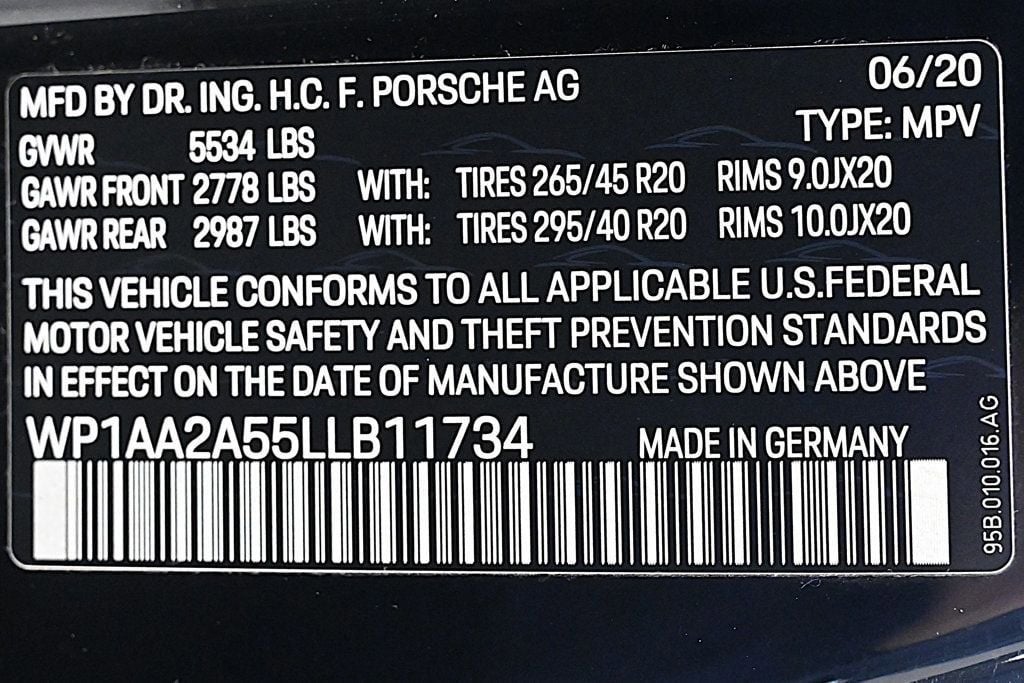 MFD BY DR. ING. H.C. F. PORSCHE AG 06/20
GVWR 5534 LBS TYPE: MPV
GAWR FRONT 2778 LBS WITH: TIRES 265/45 R20 RIMS 9.0JX20
GAWR REAR 2987 LBS WITH: TIRES 295/40 R20 RIMS 10.0JX20
THIS VEHICLE CONFORMS TO ALL APPLICABLE U.S.FEDERAL
MOTOR VEHICLE SAFETY AND THEFT PREVENTION STANDARDS
IN EFFECT ON THE DATE OF MANUFACTURE SHOWN ABOVE
WP1AA2A55LLB11734 MADE IN GERMANY
95B.010.016.AG